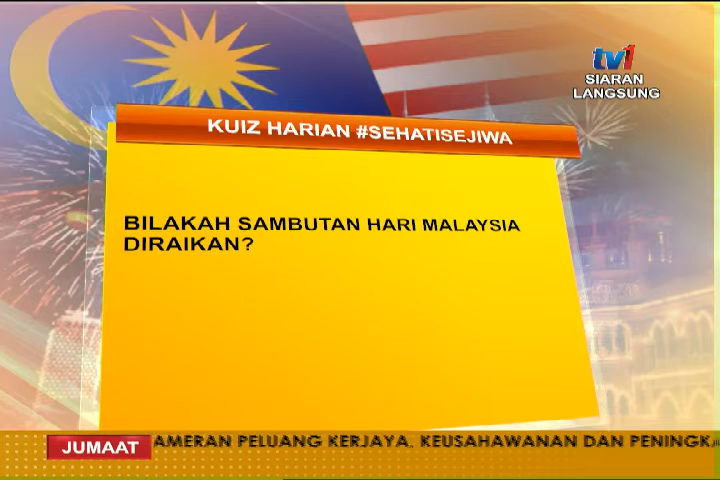 tv1
SIARAN
LANGSUNG
KUIZ HARIAN #SEHATISEJIWA
BILAKAH SAMBUTAN HARI MALAYSIA
DIRAIKAN?
JUMAAT
AMERAN PELUANG KERJAYA, KEUSAHAWANAN DAN PENINGK